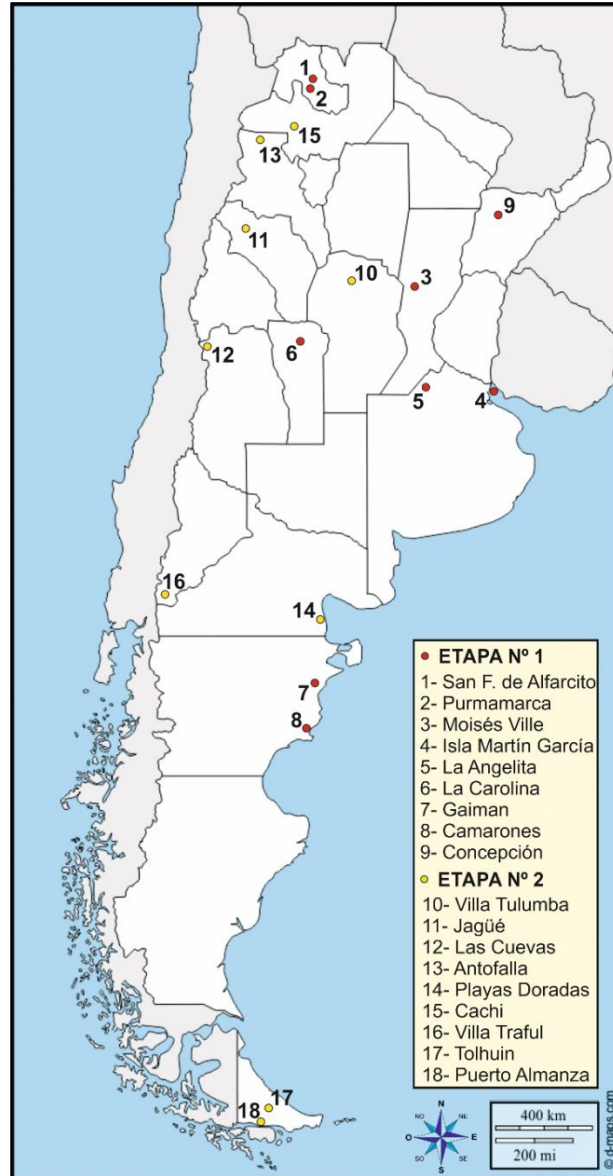 1
2
15
13
9
11
10
3
6
12
5
4
16
14
7
8
17
18
ETAPA Nº 1
1- San F. de Alfarcito
2- Purmamarca
3- Moisés Ville
4- Isla Martín García
5- La Angelita
6- La Carolina
7- Gaiman
8- Camarones
9- Concepción
ETAPA Nº 2
10- Villa Tulumba
11- Jagüé
12- Las Cuevas
13- Antofalla
14- Playas Doradas
15- Cachi
16- Villa Traful
17- Tolhuin
18- Puerto Almanza
N
NO NE
O E
SO SE
S
400 km
200 mi
© d-maps.com